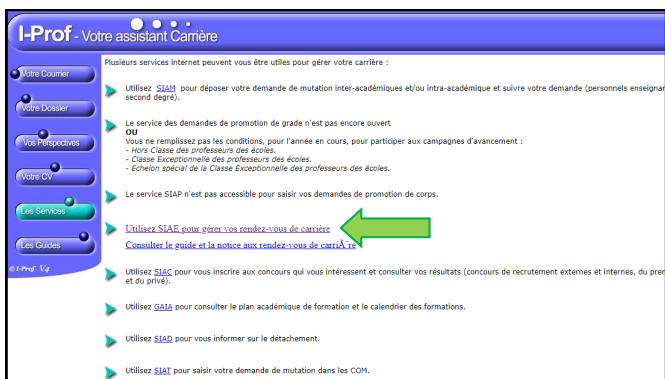 I-Prof - Votre assistant Carrière
Plusieurs services internet peuvent vous être utiles pour gérer votre carrière :
Votre Courrier
Votre Dossier
Vos Perspectives
Votre CV
Les Services
Les Guides
© I-Prof V4
Utilisez SIAM pour déposer votre demande de mutation inter-académiques et/ou intra-académique et suivre votre demande (personnels enseignan
second degré).
Le service des demandes de promotion de grade n'est pas encore ouvert
OU
Vous ne remplissez pas les conditions, pour l'année en cours, pour participer aux campagnes d'avancement :
- Hors Classe des professeurs des écoles.
- Classe Exceptionnelle des professeurs des écoles.
- Echelon spécial de la Classe Exceptionnelle des professeurs des écoles.
Le service SIAP n'est pas accessible pour saisir vos demandes de promotion de corps.
Utilisez SIAE pour gérer vos rendez-vous de carrière
Consulter le guide et la notice aux rendez-vous de carriÃ¨re
Utilisez SIAC pour vous inscrire aux concours qui vous intéressent et consulter vos résultats (concours de recrutement externes et internes, du prem
et du privé).
Utilisez GAIA pour consulter le plan académique de formation et le calendrier des formations.
Utilisez SIAD pour vous informer sur le détachement.
Utilisez SIAT pour saisir votre demande de mutation dans les COM.